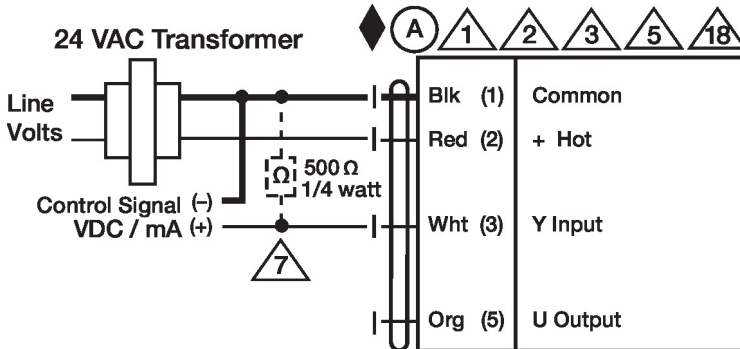 24 VAC Transformer
A 1 2 3 5 18
Line
Volts
Blk (1) Common
Red (2) + Hot
Ω 500 Ω
1/4 watt
Control Signal (–)
VDC / mA (+)
Wht (3) Y Input
7
Org (5) U Output